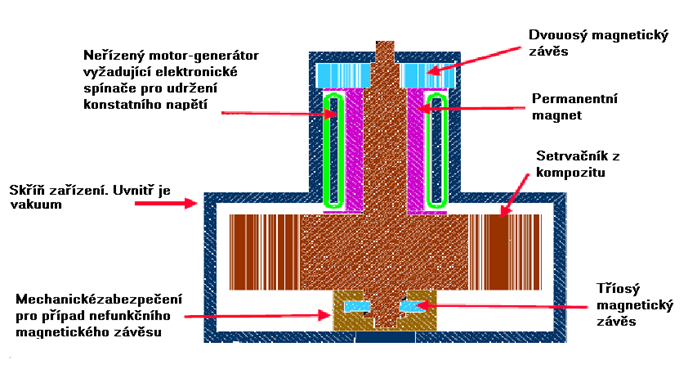 Neřízený motor-generátor
vyžadující elektronické
spínače pro udržení
konstatního napětí
Dvouosý magnetický
závěs
Permanentní
magnet
Setrvačník z
kompozitu
Skříň zařízení. Uvnitř je
vakuum
Mechanickézabezpečení
pro případ nefunkčního
magnetického závěsu
Tříosý
magnetický
závěs